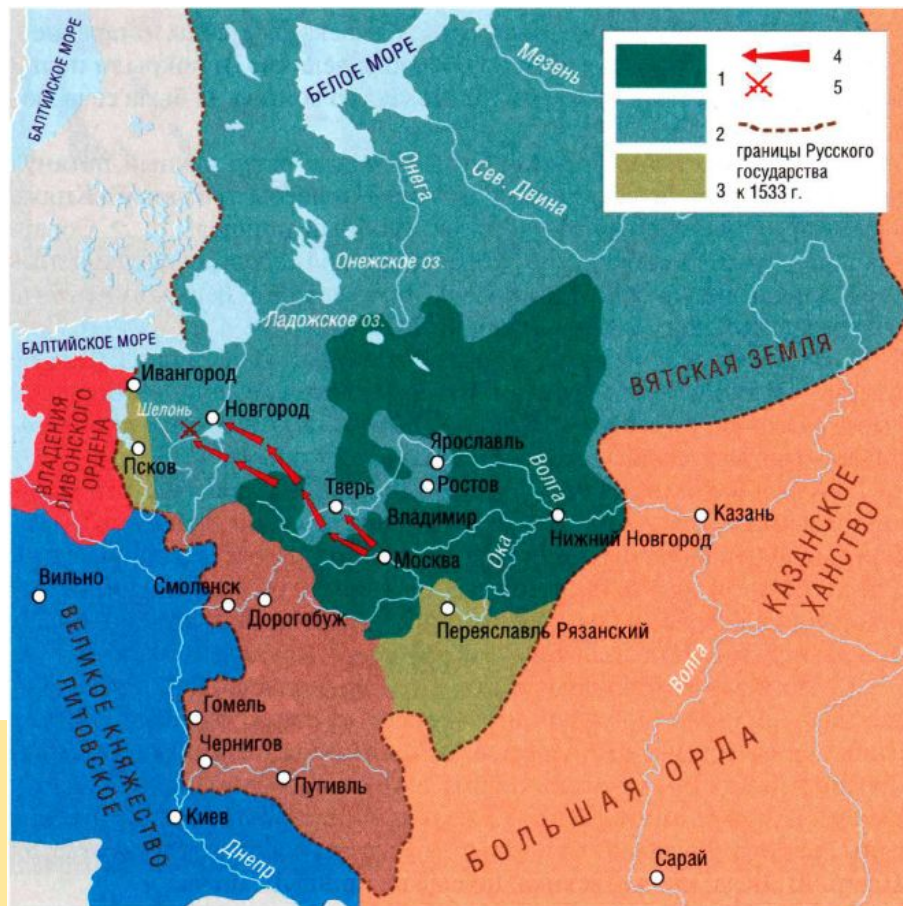 БАЛТИЙСКОЕ МОРЕ
БЕЛОЕ МОРЕ
Мезень
Онега
Сев. Двина
1
2
3
4
5
границы Русского
государства
к 1533 г.
Онежское оз.
Ладожское оз.
БАЛТИЙСКОЕ МОРЕ
Ивангород
Шелонь
Новгород
ВЯТСКАЯ ЗЕМЛЯ
ВЛАДЕНИЯ
ЛИВОНСКОГО
ОРДЕНА
Псков
Ярославль
Ростов
Волга
Тверь
Владимир
Москва
Ока
Нижний Новгород
Казань
КАЗАНСКОЕ
ХАНСТВО
Вильно
Смоленск
Дорогобуж
Переяславль Рязанский
ВЕЛИКОЕ КНЯЖЕСТВО
ЛИТОВСКОЕ
Волга
Гомель
Чернигов
Путивль
БОЛЬШАЯ ОРДА
Киев
Днепр
Сарай